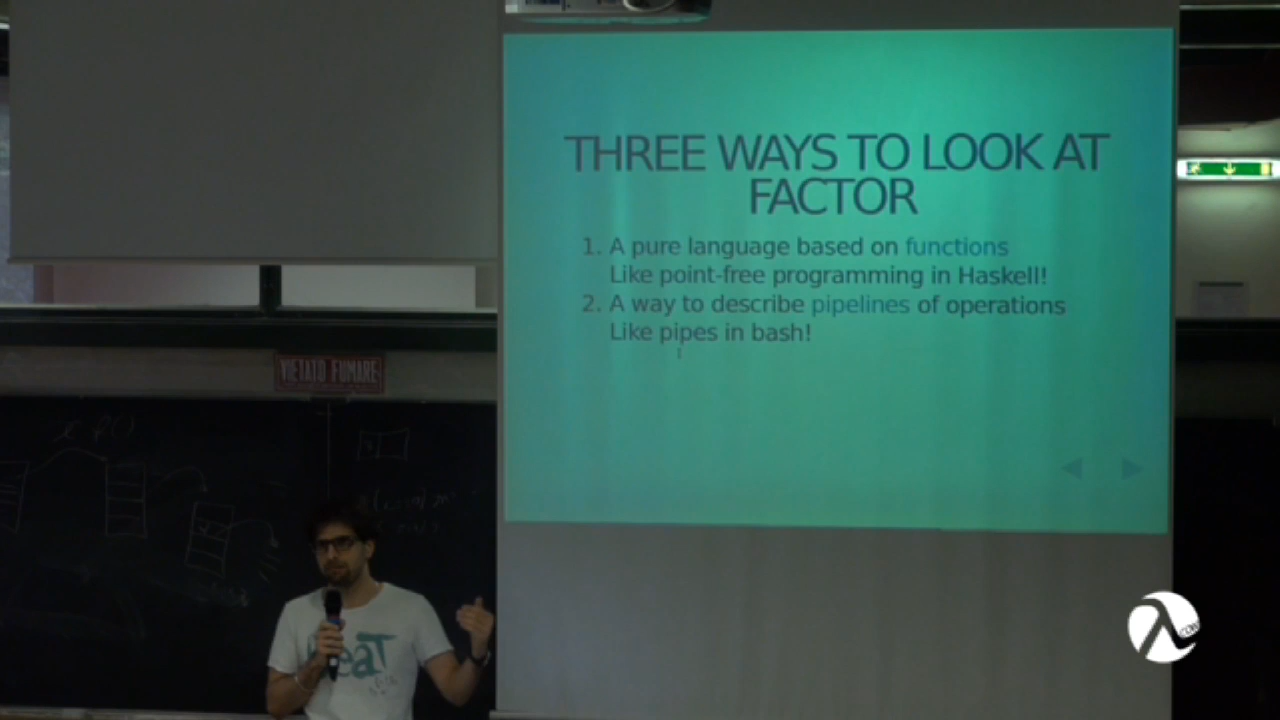 THREE WAYS TO LOOK AT
FACTOR
1. A pure language based on functions
Like point-free programming in Haskell!
2. A way to describe pipelines of operations
Like pipes in bash!
VIETATO FUMARE
λ